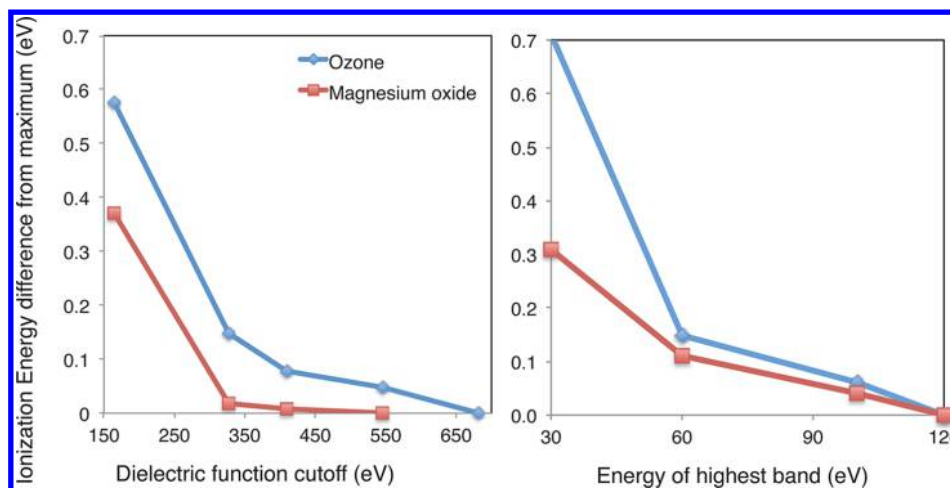 Ionization Energy difference from maximum (eV)
0.7
0.6
0.5
0.4
0.3
0.2
0.1
0
150 250 350 450 550 650
Dielectric function cutoff (eV)
Ozone
Magnesium oxide
0.7
0.6
0.5
0.4
0.3
0.2
0.1
0.0
30 60 90 12
Energy of highest band (eV)